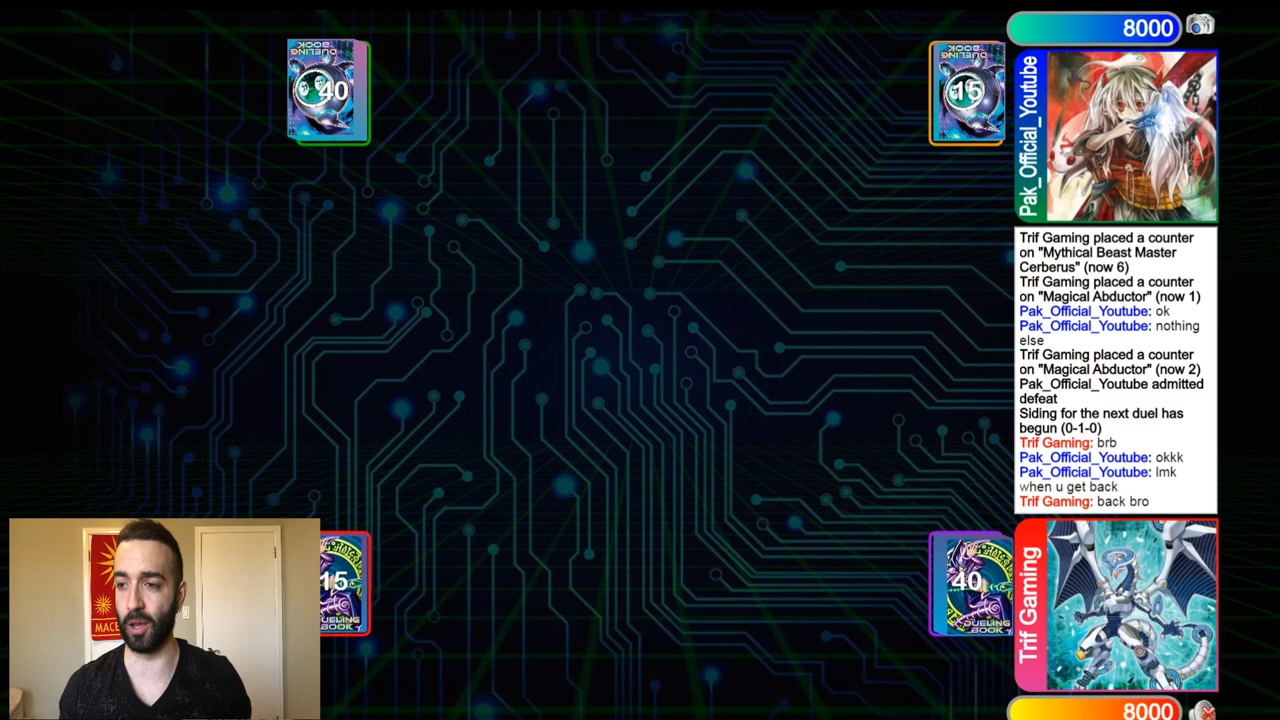 8000
DUELING
BOOK
40
DUELING
BOOK
15
Pak_Official_Youtube
Trif Gaming placed a counter
on "Mythical Beast Master
Cerberus" (now 6)
Trif Gaming placed a counter
on "Magical Abductor" (now 1)
Pak_Official_Youtube: ok
Pak_Official_Youtube: nothing
else
Trif Gaming placed a counter
on "Magical Abductor" (now 2)
Pak_Official_Youtube admitted
defeat
Siding for the next duel has
begun (0-1-0)
Trif Gaming: brb
Pak_Official_Youtube: okkk
Pak_Official_Youtube: lmk
when u get back
Trif Gaming: back bro
MACE
15
DUELING
BOOK
40
DUELING
BOOK
Trif Gaming
8000